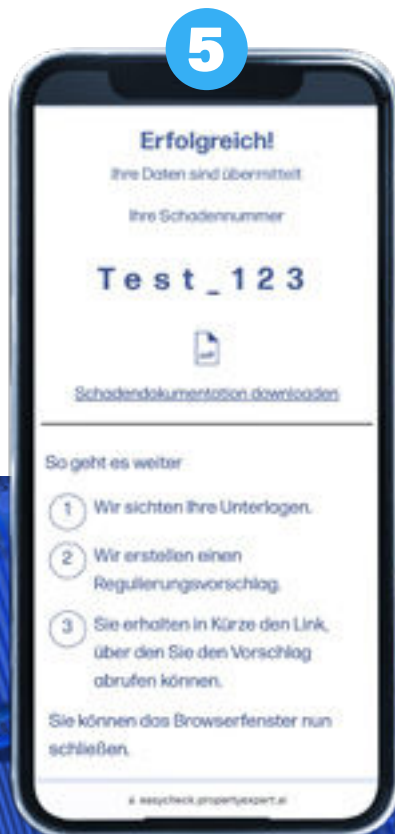 5
Erfolgreich!
Ihre Daten sind übermittelt
Ihre Schadennummer
Test_123
Schadendokumentation downloaden
So geht es weiter
1 Wir sichten Ihre Unterlagen.
2 Wir erstellen einen
Regulierungsvorschlag.
3 Sie erhalten in Kürze den Link,
über den Sie den Vorschlag
abrufen können.
Sie können das Browserfenster nun
schließen.
easycheck.propertyexpert.ai